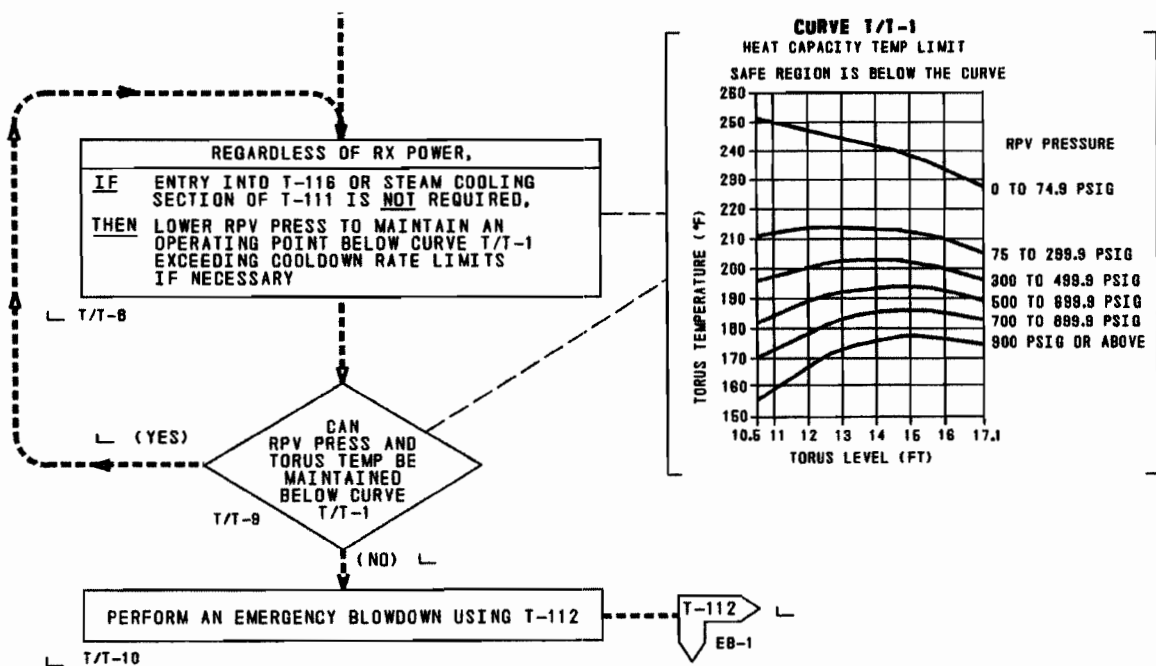 REGARDLESS OF RX POWER,
IF ENTRY INTO T-116 OR STEAM COOLING
SECTION OF T-111 IS NOT REQUIRED,
THEN LOWER RPV PRESS TO MAINTAIN AN
OPERATING POINT BELOW CURVE T/T-1
EXCEEDING COOLDOWN RATE LIMITS
IF NECESSARY
T/T-8
(YES)
CAN
RPV PRESS AND
TORUS TEMP BE
MAINTAINED
BELOW CURVE
T/T-1
T/T-9
(NO)
PERFORM AN EMERGENCY BLOWDOWN USING T-112
T/T-10
T-112
EB-1
CURVE T/T-1
HEAT CAPACITY TEMP LIMIT
SAFE REGION IS BELOW THE CURVE
TORUS TEMPERATURE (°F)
260
250
240
230
220
210
200
190
180
170
160
150
10.5 11 12 13 14 15 16 17.1
TORUS LEVEL (FT)
RPV PRESSURE
0 TO 74.9 PSIG
75 TO 299.9 PSIG
300 TO 499.9 PSIG
500 TO 699.9 PSIG
700 TO 899.9 PSIG
900 PSIG OR ABOVE